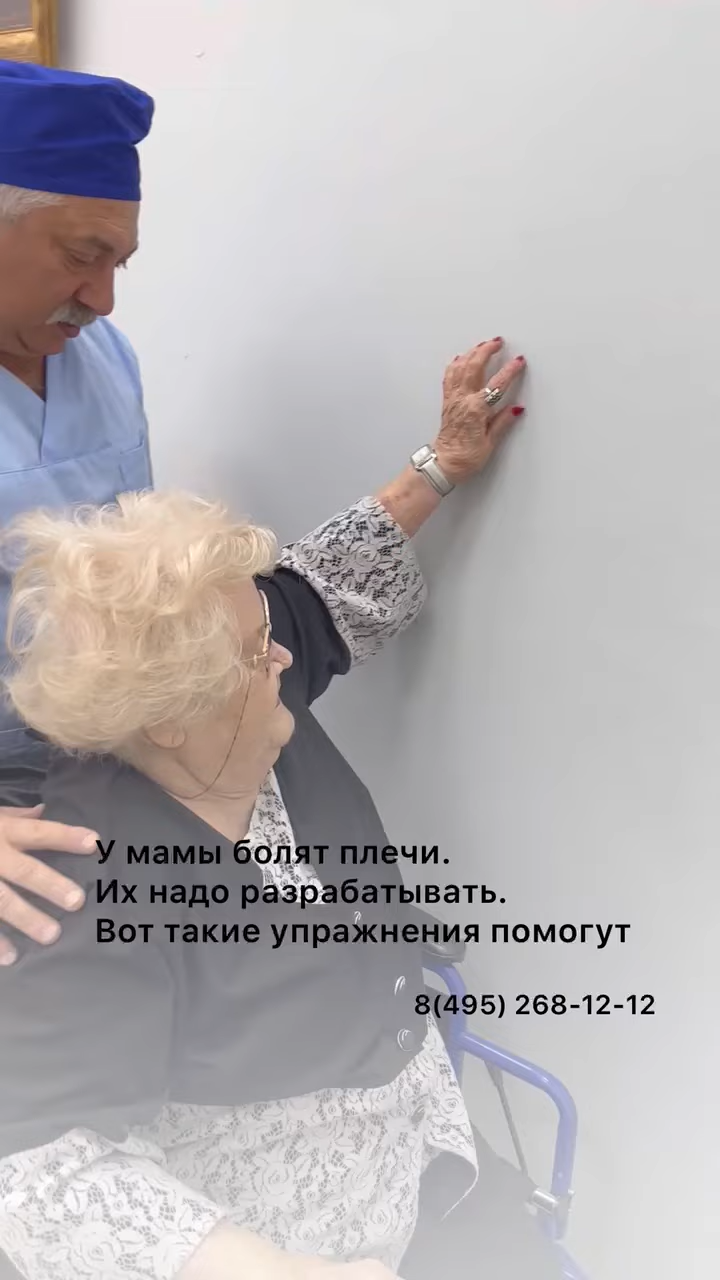 У мамы болят плечи.
Их надо разрабатывать.
Вот такие упражнения помогут
8(495) 268-12-12